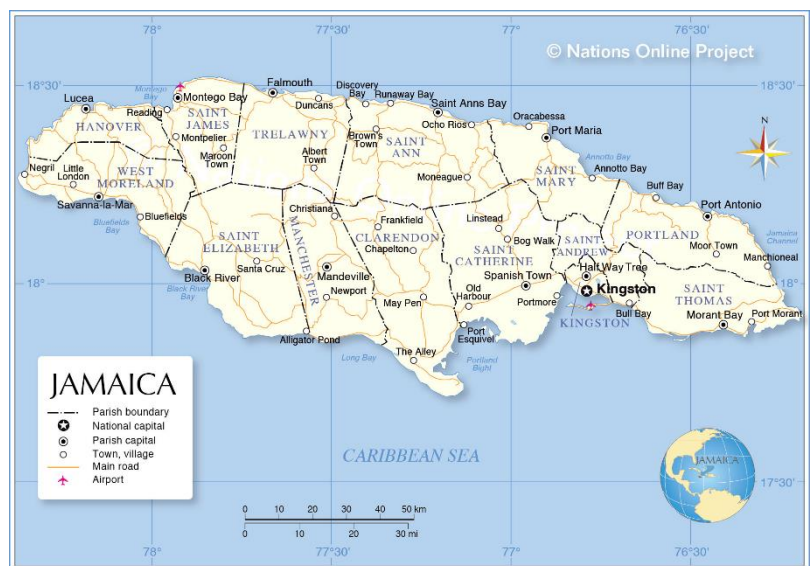 78°
77°30'
77°
76°30'
© Nations Online Project
18°30'
18°30'
Montego
Bay
Montego Bay
Lucea
Reading
HANOVER
SAINT
JAMES
Montpelier
Maroon
Town
Falmouth
Duncans
TRELAWNY
Albert
Town
Discovery
Bay
Runaway Bay
Saint Anns Bay
Ocho Rios
Brown's
Town
SAINT
ANN
Moneague
Oracabessa
Port Maria
SAINT
MARY
Annotto Bay
Annotto Bay
Buff Bay
Port Antonio
Negril
Little
London
WEST
MORELAND
Savanna-la-Mar
Bluefields
Bluefields
Bay
SAINT
ELIZABETH
Santa Cruz
Black River
Black River
Bay
MANCHESTER
Christiana
Mandeville
Newport
Alligator Pond
Long Bay
Frankfield
CLARENDON
Chapelton
May Pen
The Alley
Linstead
Bog Walk
SAINT
CATHERINE
Spanish Town
Old
Harbour
Portmore
Port
Esquivel
Portland
Bight
SAINT
ANDREW
Half Way Tree
Kingston
KINGSTON
Bull Bay
PORTLAND
Moor Town
Manchioneal
Jamaica
Channel
SAINT
THOMAS
Morant Bay
Port Morant
18°
18°
JAMAICA
Parish boundary
National capital
Parish capital
Town, village
Main road
Airport
CARIBBEAN SEA
JAMAICA
17°30'
0 10 20 30 40 50 km
0 10 20 30 mi
78°
77°30'
77°
76°30'